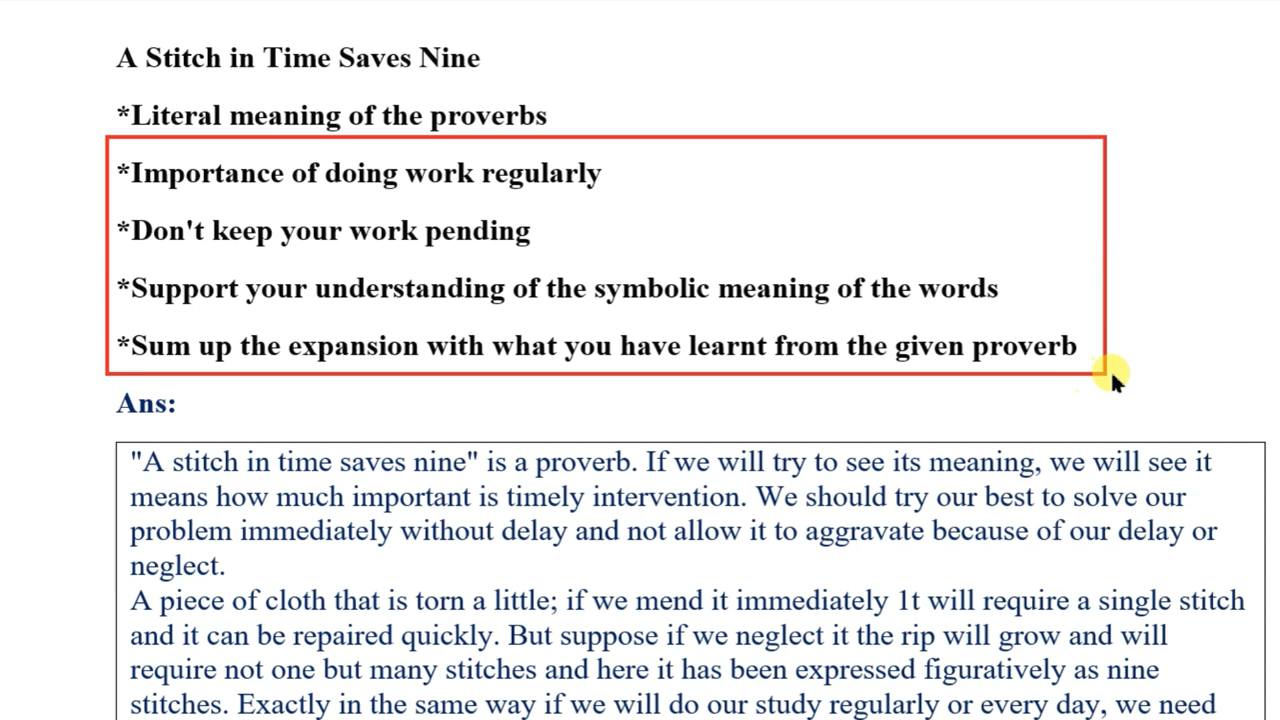 A Stitch in Time Saves Nine
*Literal meaning of the proverbs
*Importance of doing work regularly
*Don't keep your work pending
*Support your understanding of the symbolic meaning of the words
*Sum up the expansion with what you have learnt from the given proverb
Ans:
"A stitch in time saves nine" is a proverb. If we will try to see its meaning, we will see it
means how much important is timely intervention. We should try our best to solve our
problem immediately without delay and not allow it to aggravate because of our delay or
neglect.
A piece of cloth that is torn a little; if we mend it immediately 1t will require a single stitch
and it can be repaired quickly. But suppose if we neglect it the rip will grow and will
require not one but many stitches and here it has been expressed figuratively as nine
stitches. Exactly in the same way if we will do our study regularly or every day, we need